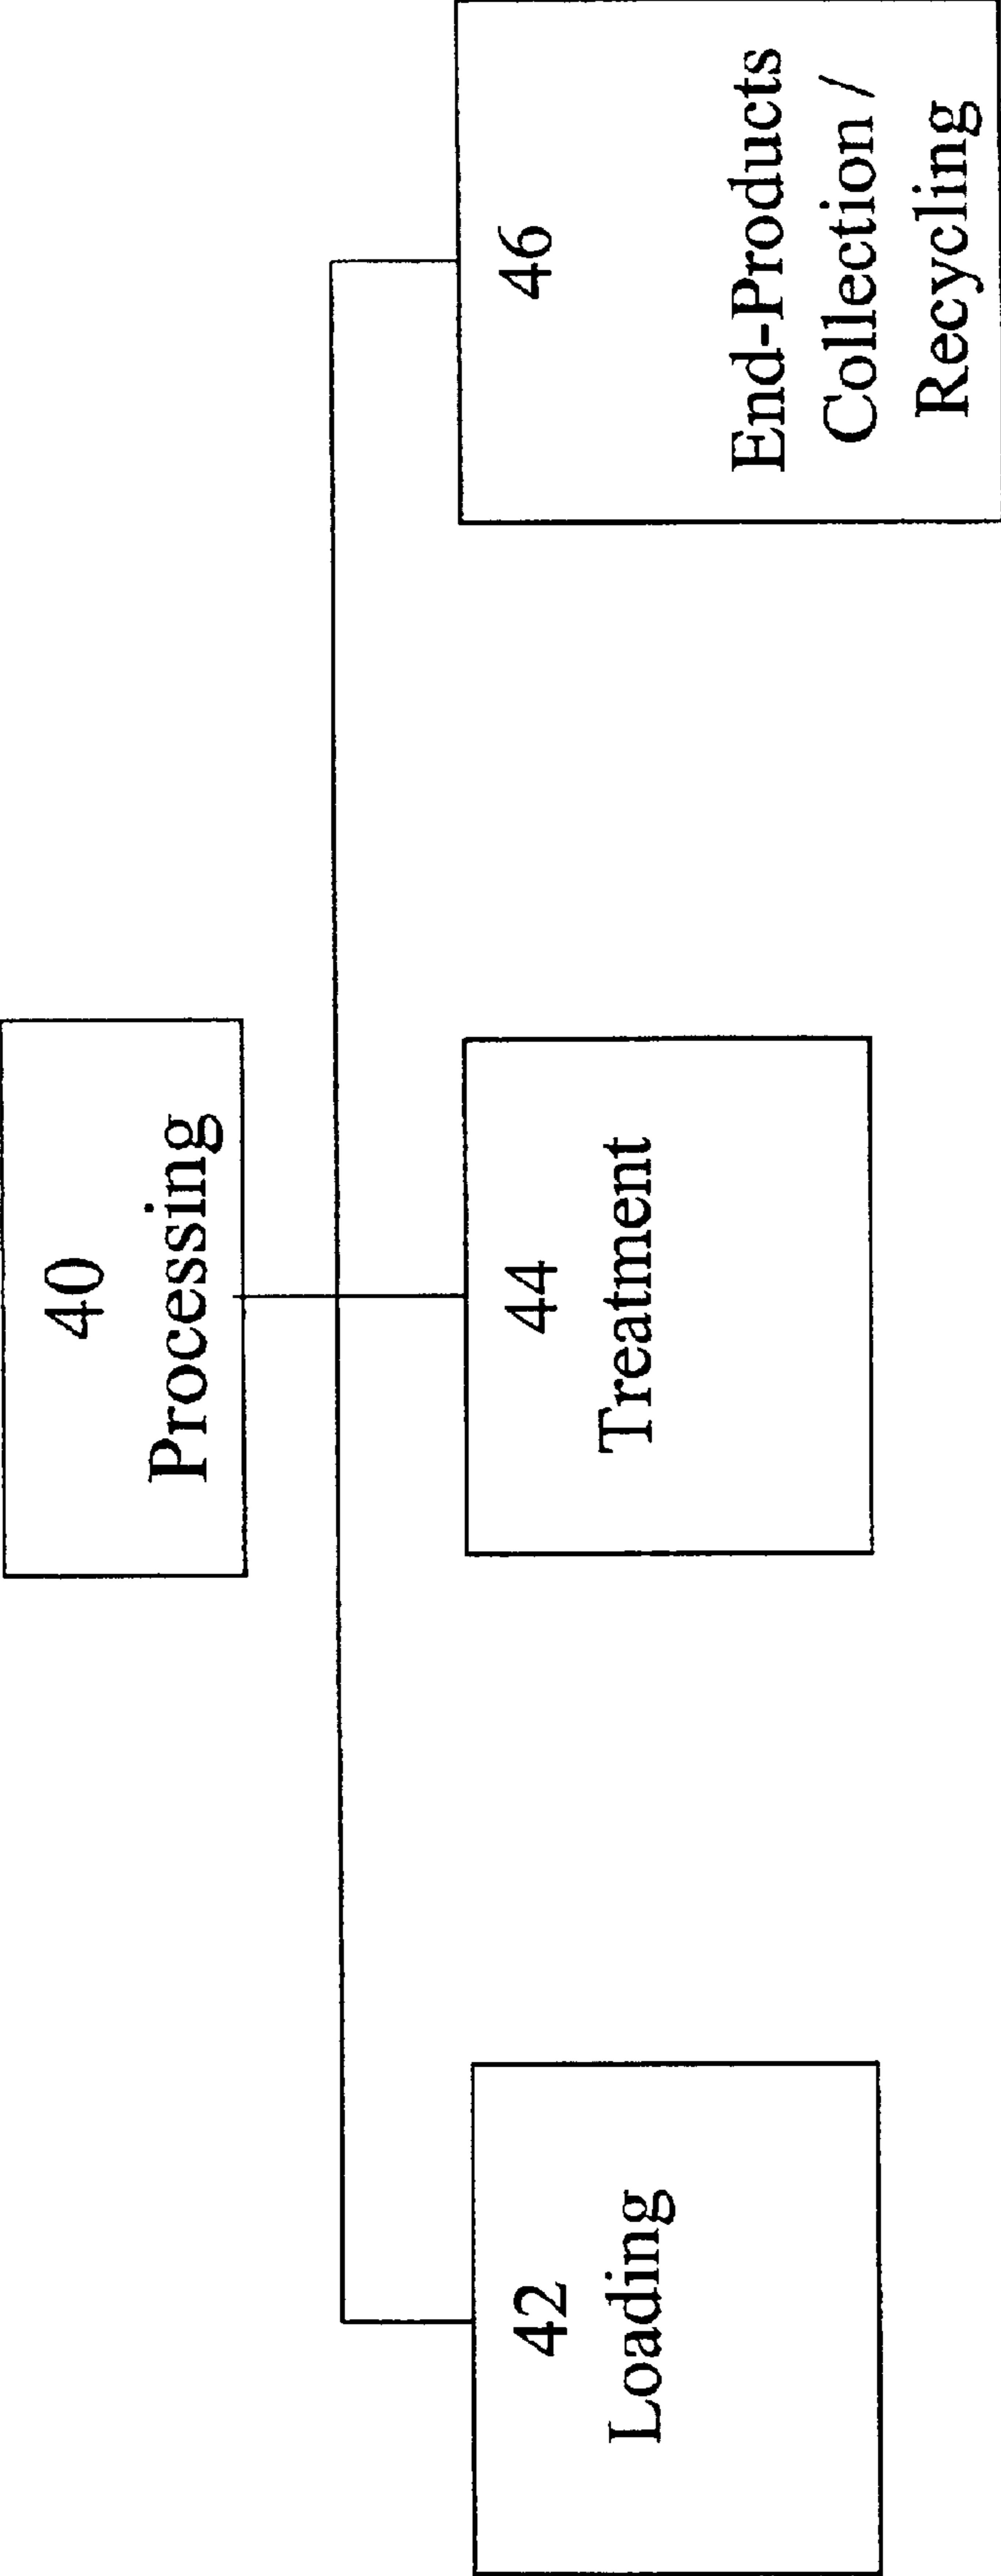 40
Processing
42
Loading
44
Treatment
46
End-Products
Collection /
Recycling